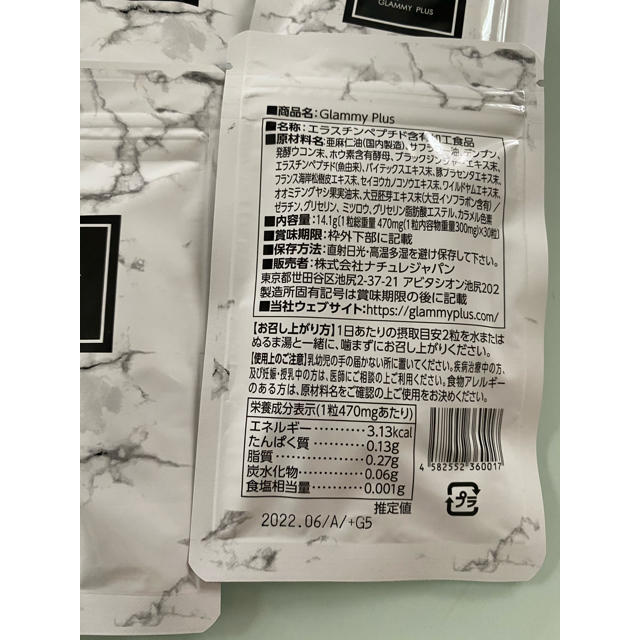 GLAMMY PLUS
■商品名:Glammy Plus
■名称:エラスチンペプチド含有加工食品
■原材料名:亜麻仁油(国内製造)、サフラワー油、デンプン、
発酵ウコン末、ホウ素含有酵母、ブラックジンジャーエキス末、
エラスチンペプチド(魚由来)、バイテックスエキス末、豚プラセンタエキス末、
フランス海岸松樹皮エキス末、セイヨウカノコソウエキス末、ワイルドヤムエキス末、
オオミテングヤシ果実油末、大豆胚芽エキス末(大豆イソフラボン含有)/
ゼラチン、グリセリン、ミツロウ、グリセリン脂肪酸エステル、カラメル色素
■内容量:14.1g(1粒総重量 470mg(1粒内容物重量300mg)×30粒)
■賞味期限:枠外下部に記載
■保存方法:直射日光・高温多湿を避け保存して下さい。
■販売者:株式会社ナチュレジャパン
東京都世田谷区池尻2-37-21 アビタシオン池尻202
製造所固有記号は賞味期限の後に記載
■当社ウェブサイト:https://glammyplus.com/
【お召し上がり方】1日あたりの摂取目安2粒を水または
ぬるま湯と一緒に、噛まずにお召し上がりください。
【使用上のご注意】乳幼児の手の届かない所に置いてください。疾病治療中の方、
及び妊娠・授乳中の方は、医師にご相談の上ご利用ください。食物アレルギー
のある方は、原材料名をご確認の上ご使用をお決めください。
栄養成分表示(1粒470mgあたり)
エネルギー……3.13kcal
たんぱく質……0.13g
脂質……0.27g
炭水化物……0.06g
食塩相当量……0.001g
推定値
4 582552 360017
プラ
2022.06/A/+G5